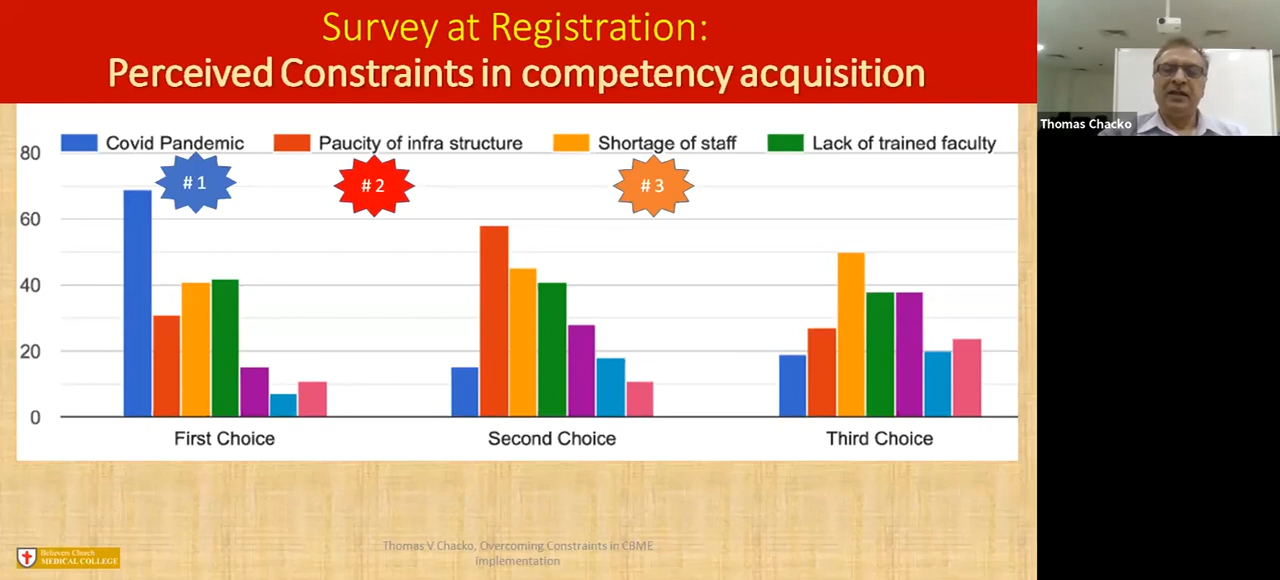 Survey at Registration:
Perceived Constraints in competency acquisition
Thomas Chacko
Covid Pandemic
Paucity of infra structure
Shortage of staff
Lack of trained faculty
# 1
# 2
# 3
80
60
40
20
0
First Choice
Second Choice
Third Choice
Believers Church
MEDICAL COLLEGE
Thomas V Chacko, Overcoming Constraints in CBME
implementation